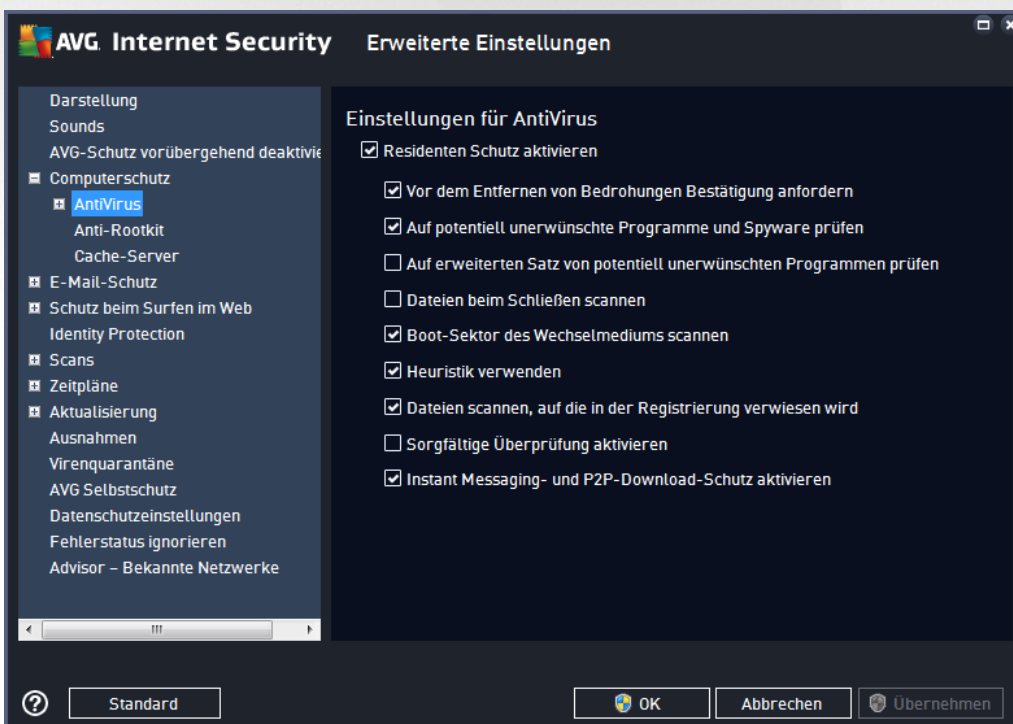 AVG. Internet Security
Erweiterte Einstellungen
Darstellung
Sounds
AVG-Schutz vorübergehend deaktivie
Computerschutz
AntiVirus
Anti-Rootkit
Cache-Server
E-Mail-Schutz
Schutz beim Surfen im Web
Identity Protection
Scans
Zeitpläne
Aktualisierung
Ausnahmen
Virenquarantäne
AVG Selbstschutz
Datenschutzeinstellungen
Fehlerstatus ignorieren
Advisor – Bekannte Netzwerke
Einstellungen für AntiVirus
Residenten Schutz aktivieren
Vor dem Entfernen von Bedrohungen Bestätigung anfordern
Auf potentiell unerwünschte Programme und Spyware prüfen
Auf erweiterten Satz von potentiell unerwünschten Programmen prüfen
Dateien beim Schließen scannen
Boot-Sektor des Wechselmediums scannen
Heuristik verwenden
Dateien scannen, auf die in der Registrierung verwiesen wird
Sorgfältige Überprüfung aktivieren
Instant Messaging- und P2P-Download-Schutz aktivieren
Standard
OK
Abbrechen
Übernehmen